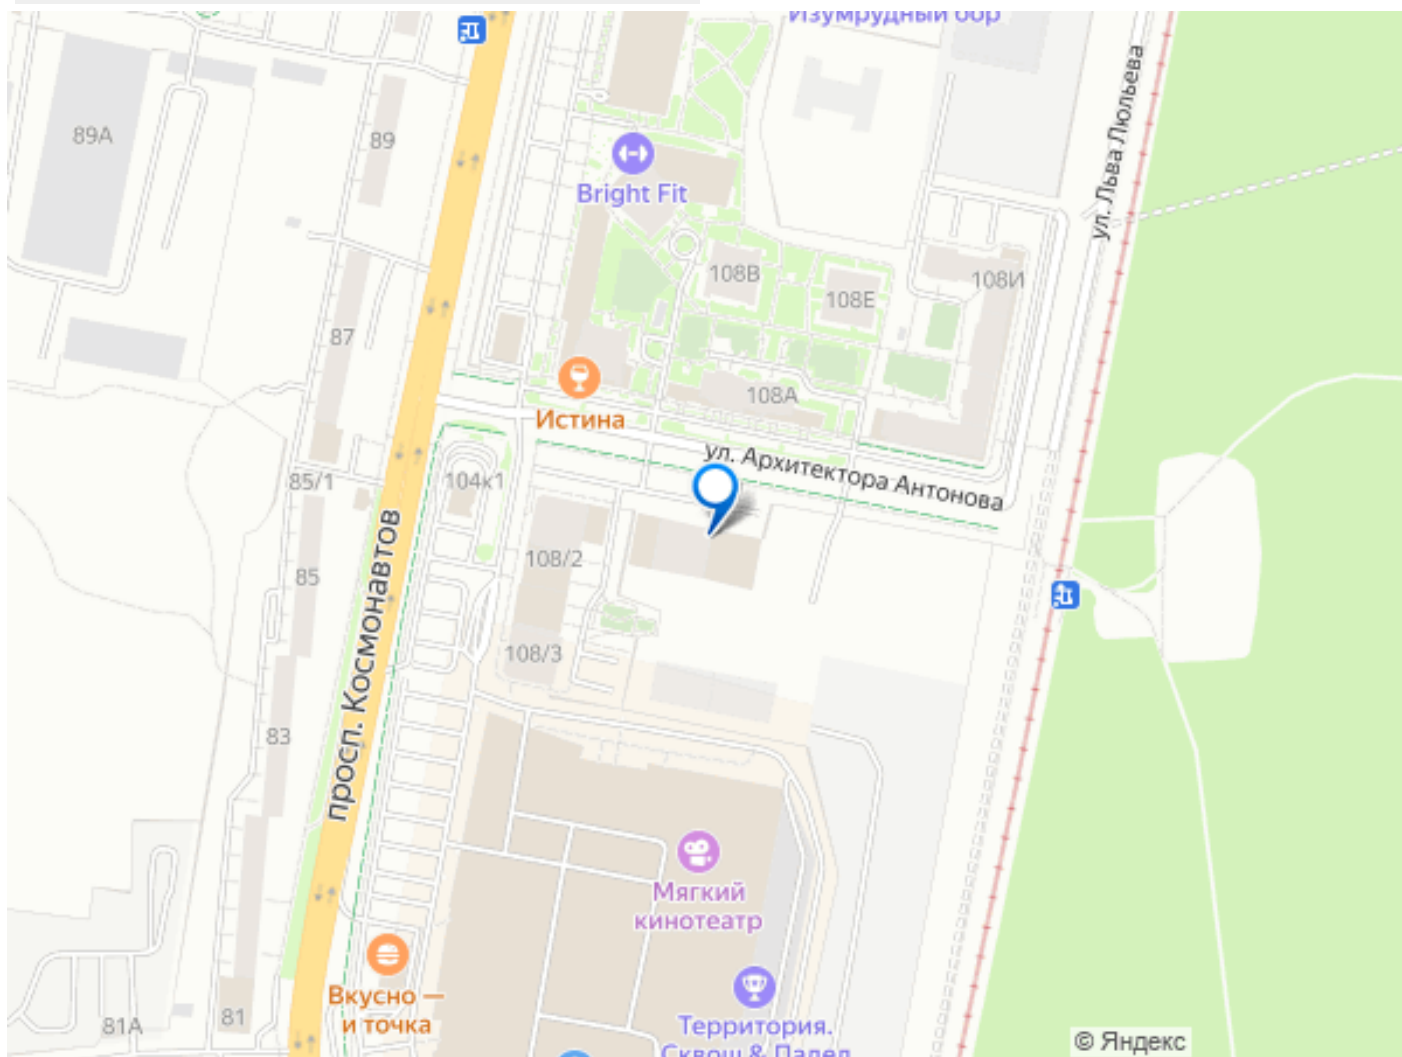 Изумрудный бор
ул. Льва Люльева
89А
89
Bright Fit
108В
108Е
108И
87
Истина
108А
ул. Архитектора Антонова
85/1
104к1
просп. Космонавтов
108/2
85
108/3
83
Мягкий
кинотеатр
Вкусно —
и точка
81А
81
Территория.
Сквош & Падел
© Яндекс